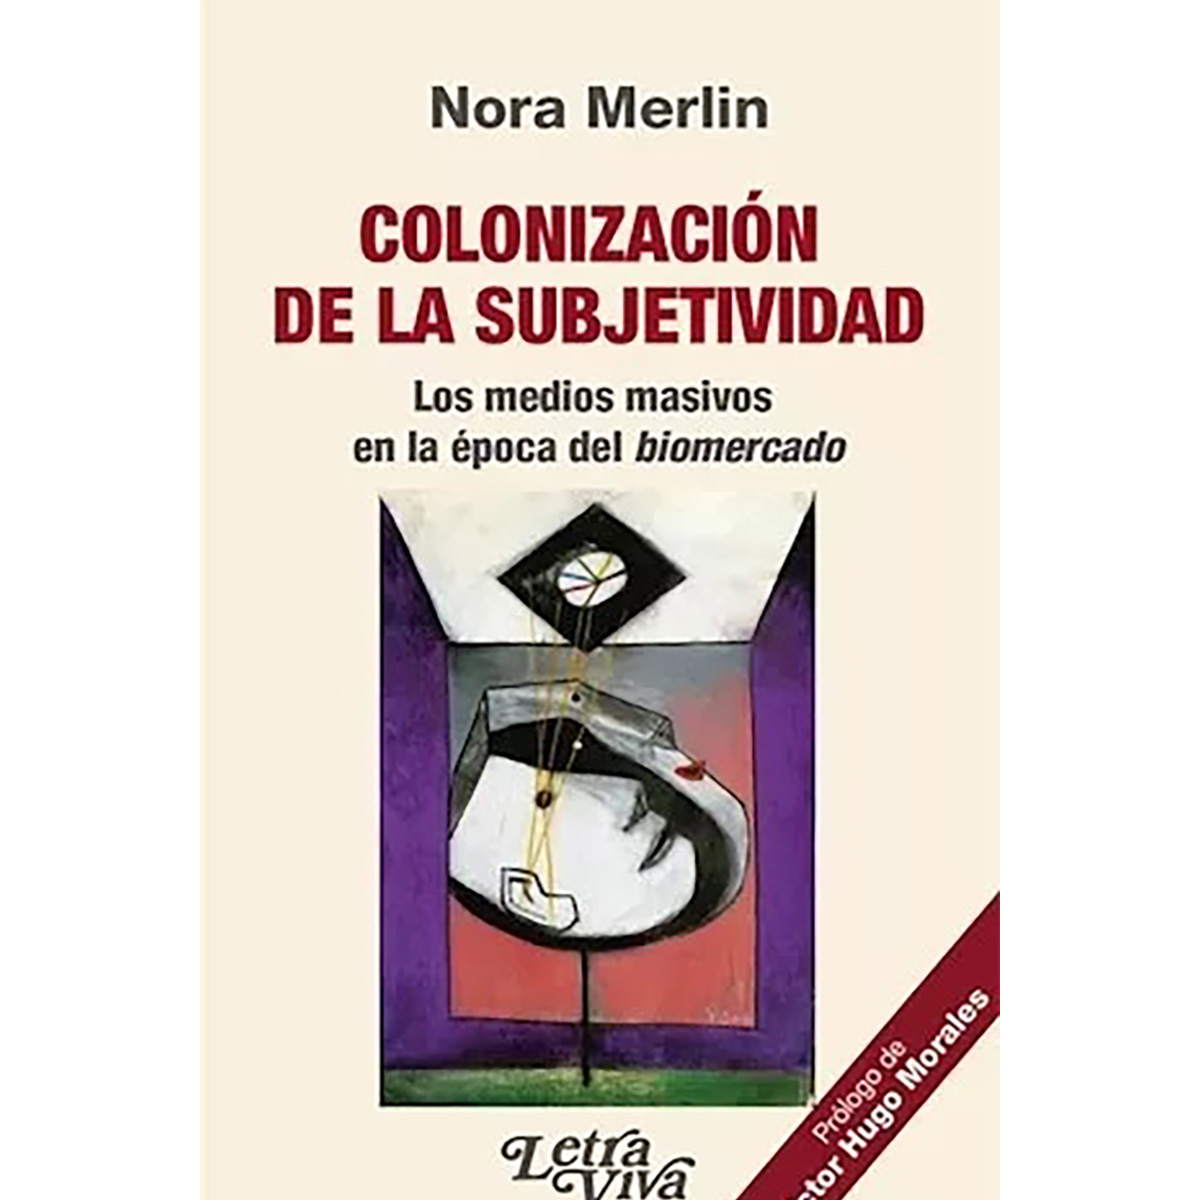 Nora Merlin
COLONIZACIÓN
DE LA SUBJETIVIDAD
Los medios masivos
en la época del biomercado
Prólogo de
Hugo Morales
Letra
Viva